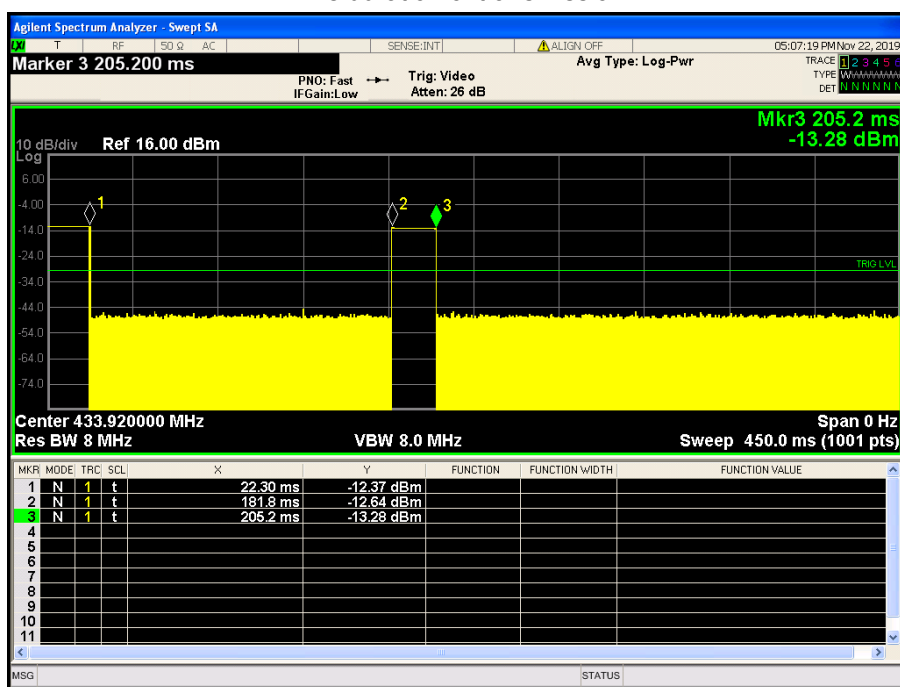 Agilent Spectrum Analyzer - Swept SA
LXI T RF 50 Ω AC SENSE:INT ALIGN OFF 05:07:19 PM Nov 22, 2019
Marker 3 205.200 ms Avg Type: Log-Pwr TRACE 1 2 3 4 5 6
PNO: Fast Trig: Video TYPE
IFGain:Low Atten: 26 dB DET N N N N N N
Mkr3 205.2 ms
10 dB/div Ref 16.00 dBm -13.28 dBm
Log
6.00
-4.00 1 2 3
-14.0
-24.0
TRIG LVL
-34.0
-44.0
-54.0
-64.0
-74.0
Center 433.920000 MHz Span 0 Hz
Res BW 8 MHz VBW 8.0 MHz Sweep 450.0 ms (1001 pts)
MKR MODE TRC SCL X Y FUNCTION FUNCTION WIDTH FUNCTION VALUE
1 N 1 t 22.30 ms -12.37 dBm
2 N 1 t 181.8 ms -12.64 dBm
3 N 1 t 205.2 ms -13.28 dBm
4
5
6
7
8
9
10
11
MSG STATUS